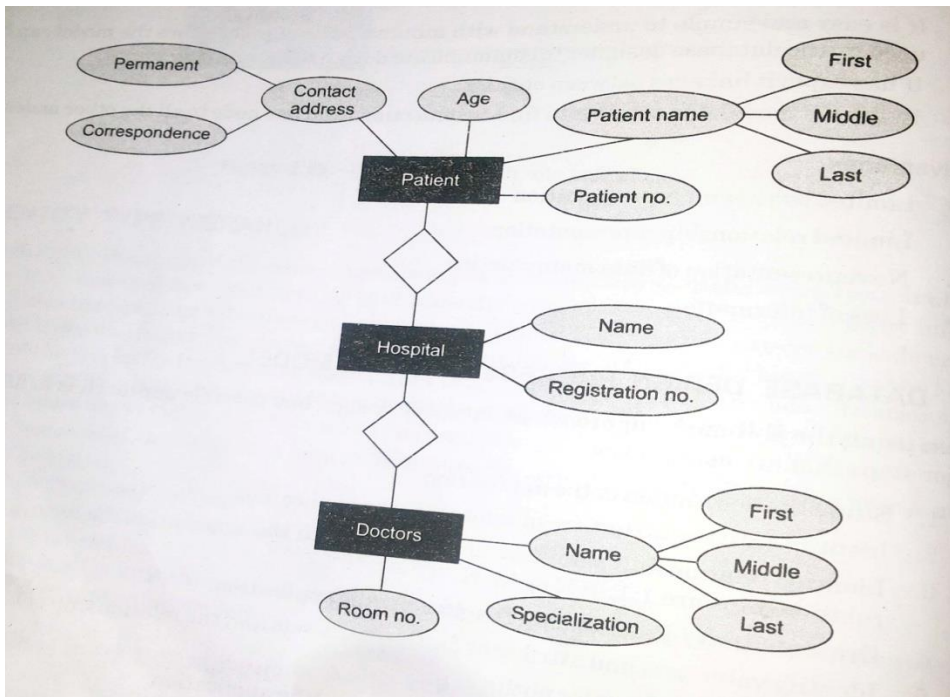 Permanent
Contact
address
Age
First
Correspondence
Patient name
Middle
Last
Patient
Patient no.
Hospital
Name
Registration no.
Doctors
Name
First
Middle
Last
Room no.
Specialization